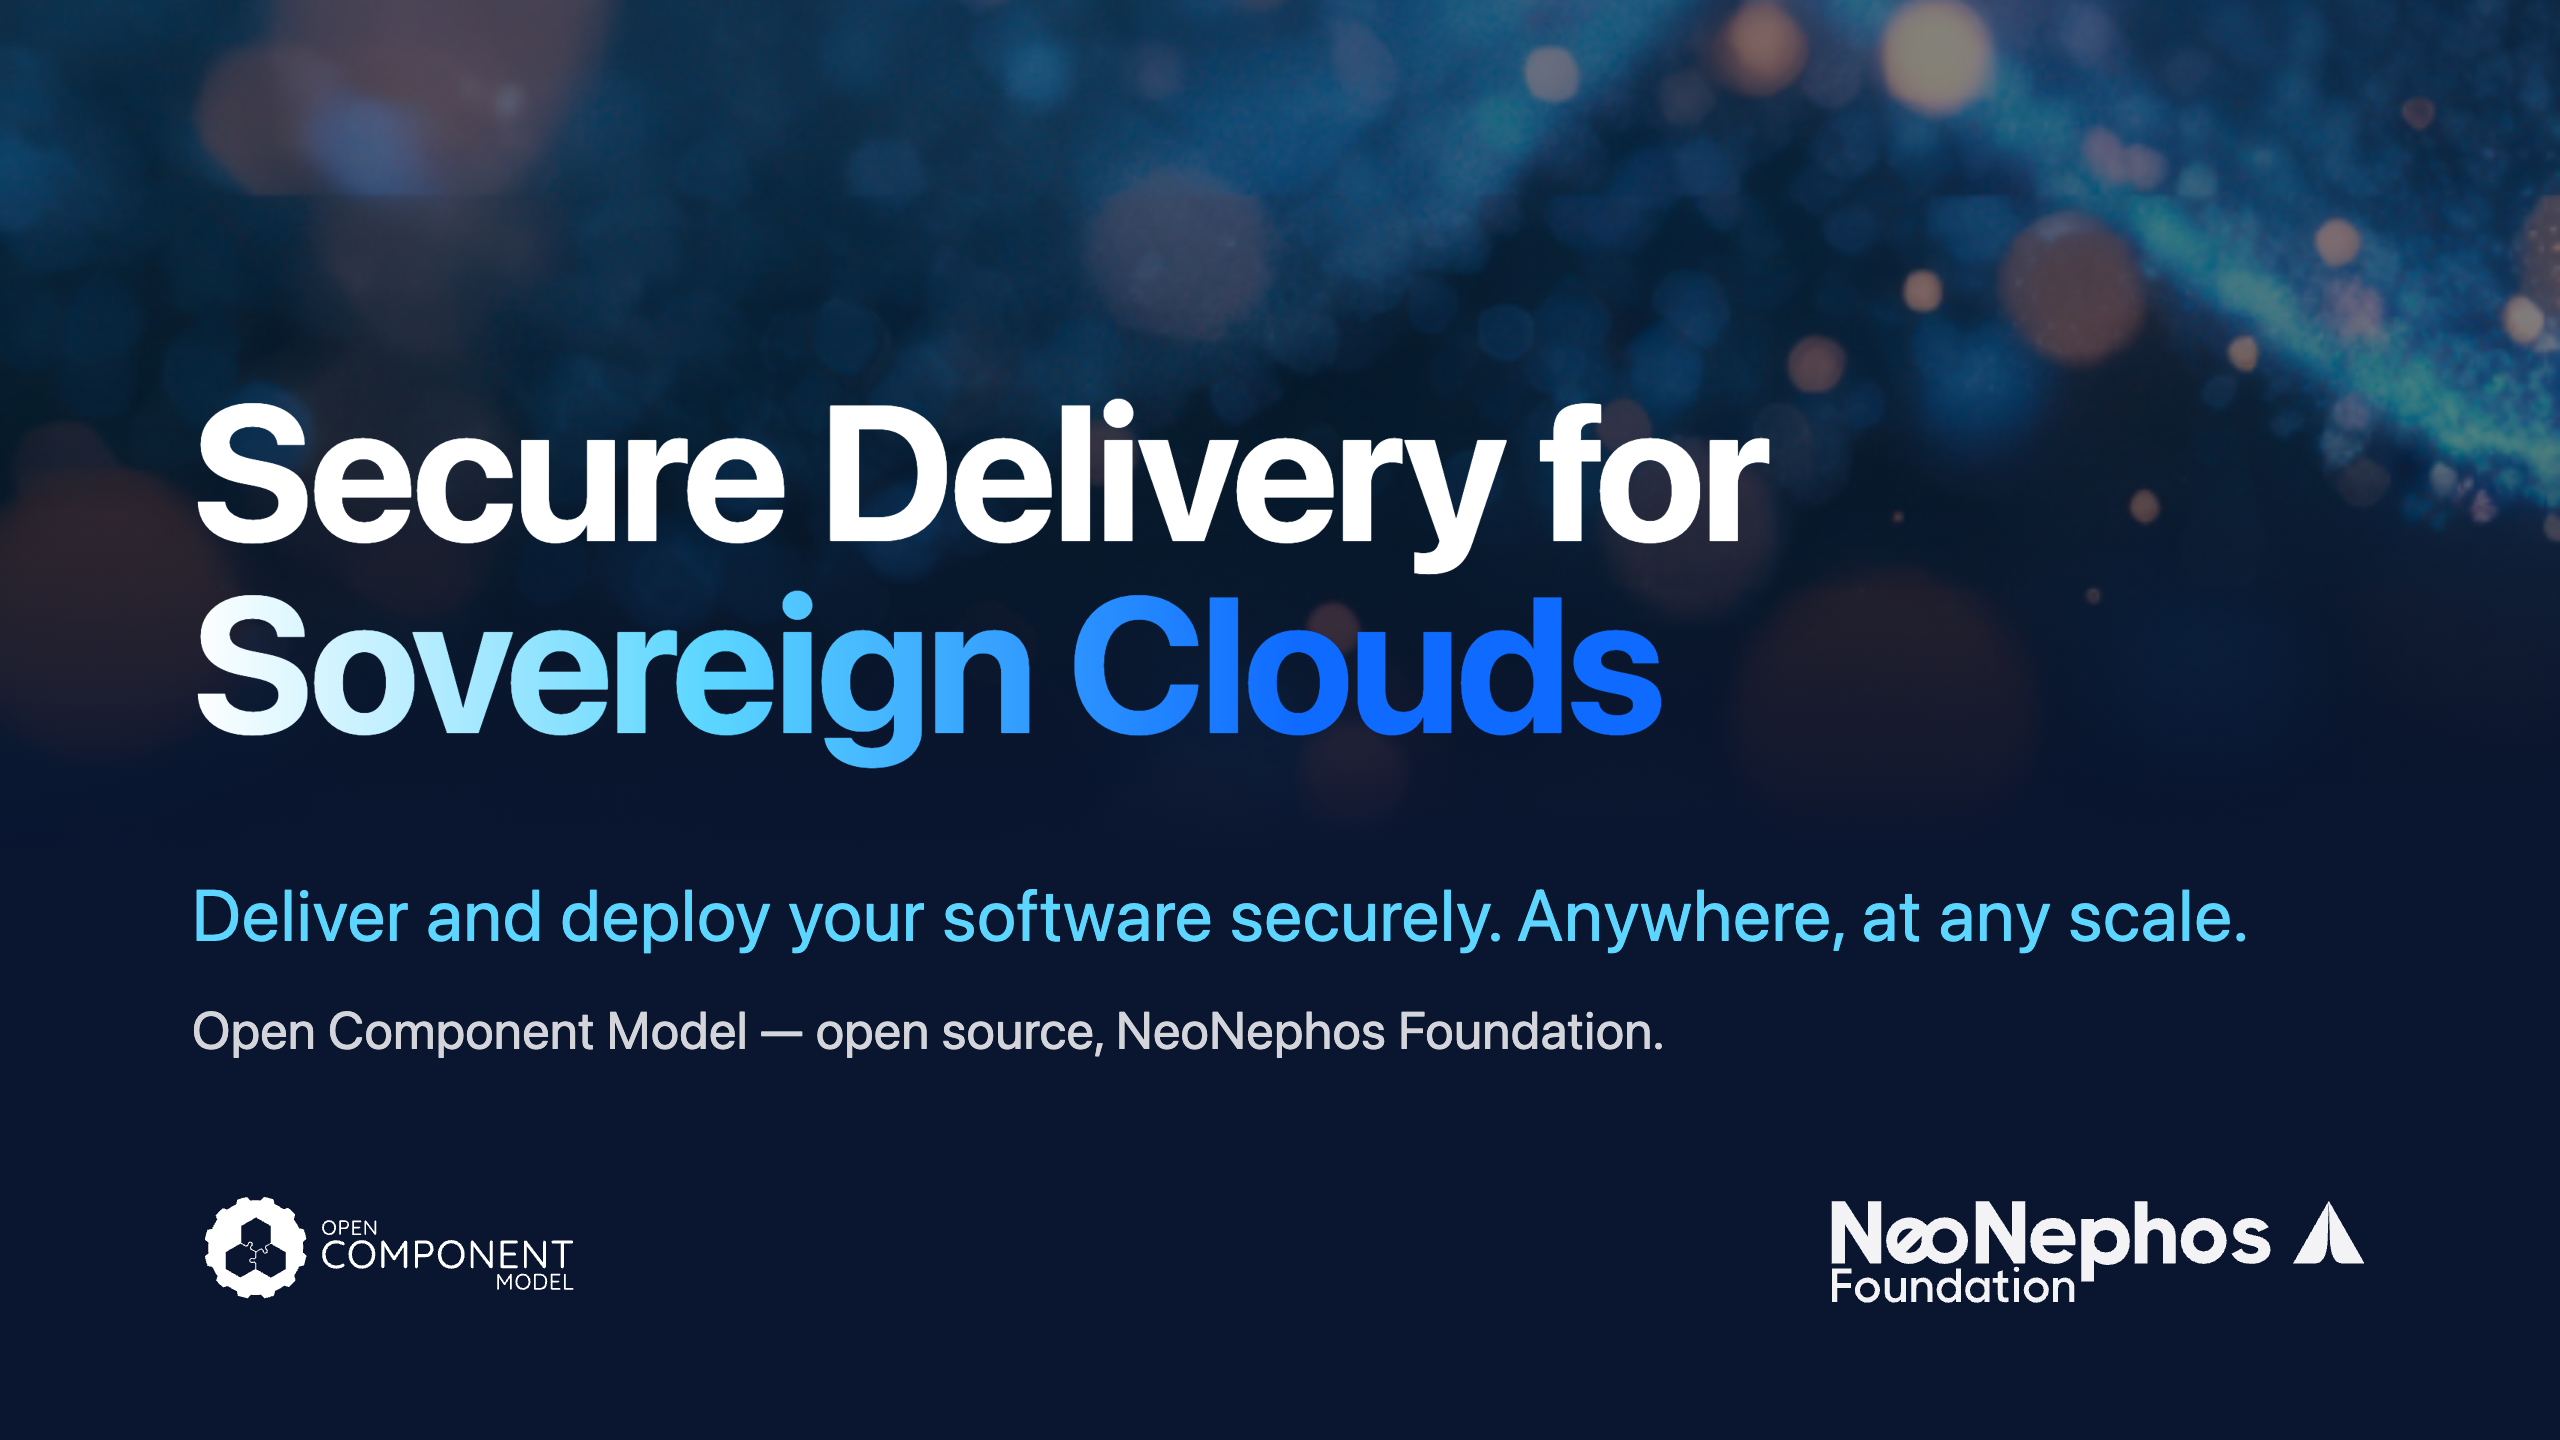 Secure Delivery for
Sovereign Clouds
Deliver and deploy your software securely. Anywhere, at any scale.
Open Component Model — open source, NeoNephos Foundation.
OPEN
COMPONENT
MODEL
NeoNephos
Foundation